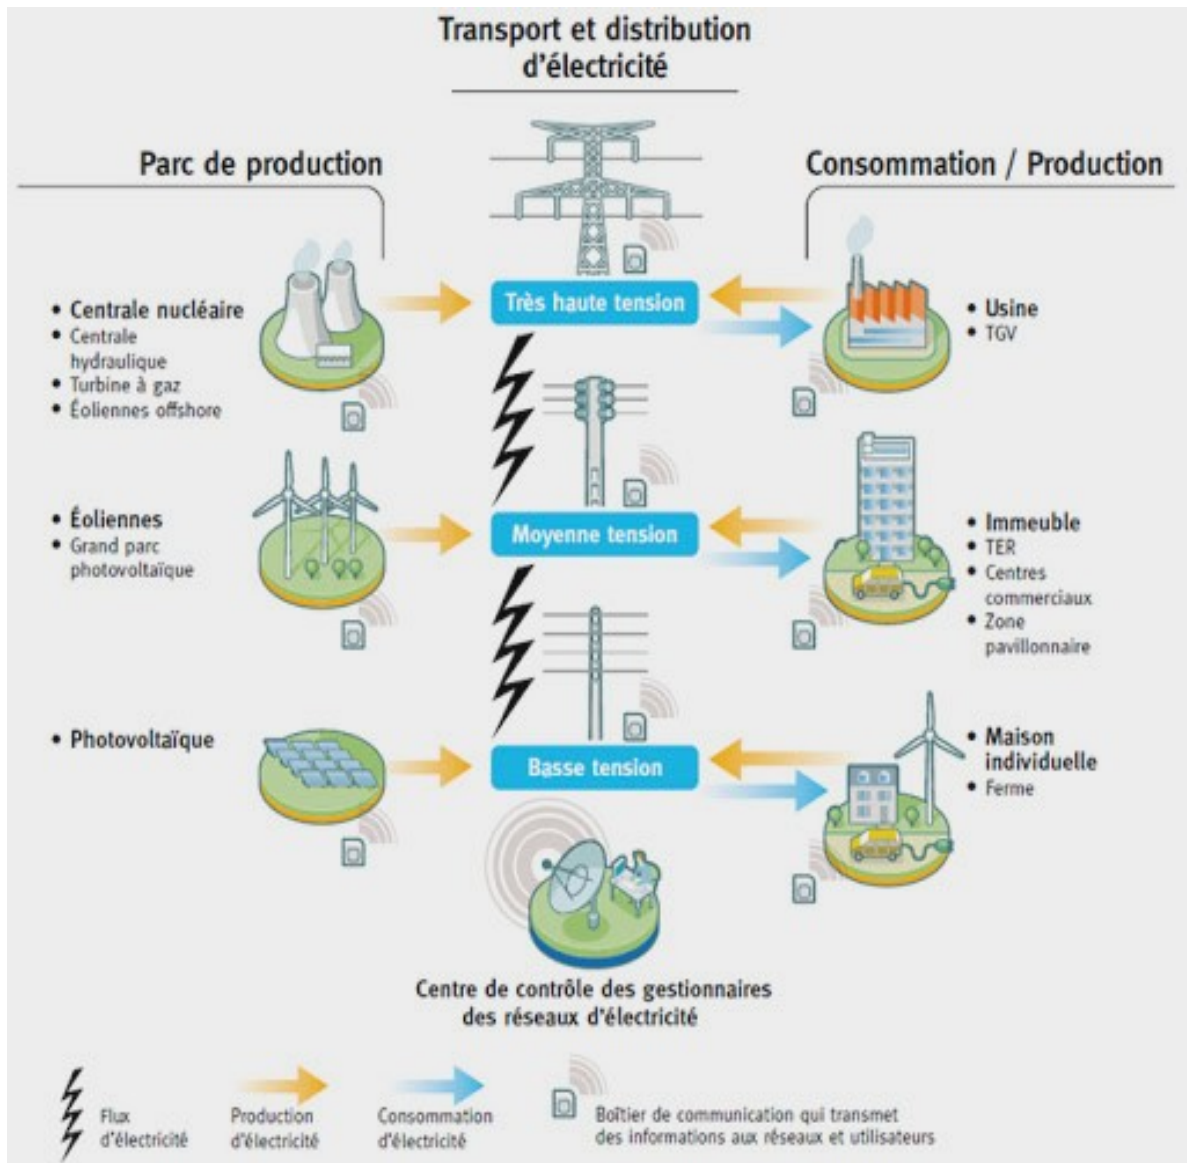 Transport et distribution
d'électricité
Parc de production
Consommation / Production
• Centrale nucléaire
• Centrale
hydraulique
• Turbine à gaz
• Éoliennes offshore
Très haute tension
• Usine
• TGV
• Éoliennes
• Grand parc
photovoltaïque
Moyenne tension
• Immeuble
• TER
• Centres
commerciaux
• Zone
pavillonnaire
• Photovoltaïque
Basse tension
• Maison
individuelle
• Ferme
Centre de contrôle des gestionnaires
des réseaux d'électricité
Flux
d'électricité
Production
d'électricité
Consommation
d'électricité
Boîtier de communication qui transmet
des informations aux réseaux et utilisateurs